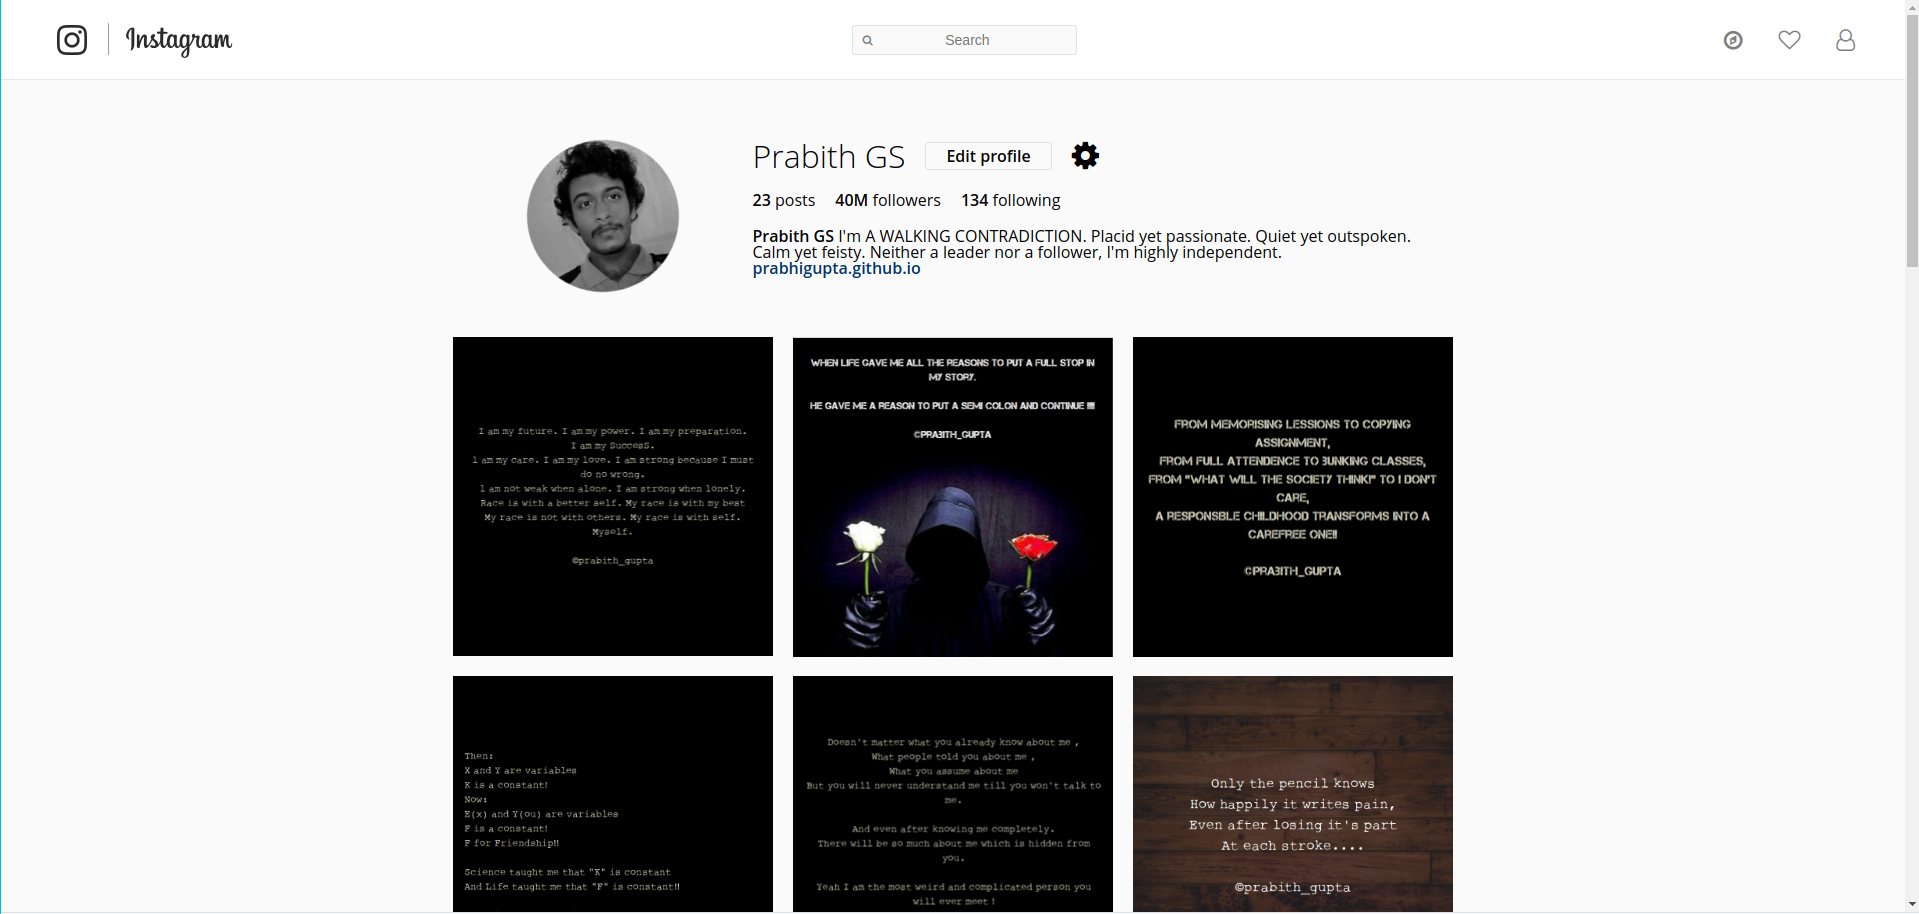 Instagram
Search
Prabith GS
Edit profile
23 posts 40M followers 134 following
Prabith GS I'm A WALKING CONTRADICTION. Placid yet passionate. Quiet yet outspoken.
Calm yet feisty. Neither a leader nor a follower, I'm highly independent.
prabhigupta.github.io
I am my future. I am my power. I am my preparation.
I am my SuccesS.
l am my care. I am my love. I am strong because I must
do no wrong.
l am not weak when alone. I am strong when lonely.
Race is with a better self. My race is with my best
My race is not with others. My race is with self.
Myself.
©prabith_gupta
WHEN LIFE GAVE ME ALL THE REASONS TO PUT A FULL STOP IN
MY STORY.
HE GAVE ME A REASON TO PUT A SEMI COLON AND CONTINUE !!!!
©PRABITH_GUPTA
FROM MEMORISING LESSIONS TO COPYING
ASSIGNMENT,
FROM FULL ATTENDENCE TO BUNKING CLASSES,
FROM "WHAT WILL THE SOCIETY THINK!" TO I DON'T
CARE,
A RESPONSBLE CHILDHOOD TRANSFORMS INTO A
CAREFREE ONE!!
©PRABITH_GUPTA
Then:
X and Y are variables
K is a constant!
Now:
E(x) and Y(ou) are variables
F is a constant!
F for Friendship!!
Science taught me that "K" is constant
And Life taught me that "F" is constant!!
Doesn't matter what you already know about me ,
What people told you about me ,
What you assume about me
But you will never understand me till you won't talk to
me.
And even after knowing me completely.
There will be so much about me which is hidden from
you.
Yeah I am the most weird and complicated person you
will ever meet !
Only the pencil knows
How happily it writes pain,
Even after losing it's part
At each stroke....
©prabith_gupta